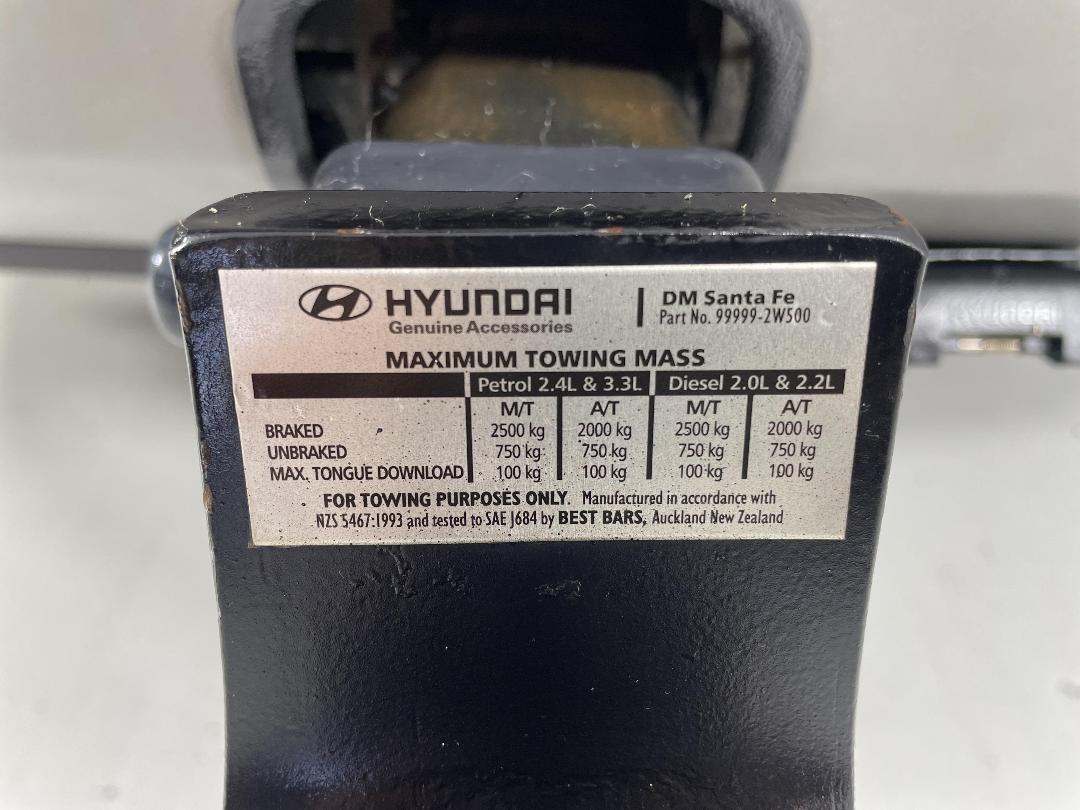 HYUNDAI
Genuine Accessories
DM Santa Fe
Part No. 99999-2W500
MAXIMUM TOWING MASS
Petrol 2.4L & 3.3L Diesel 2.0L & 2.2L
M/T A/T M/T A/T
BRAKED 2500 kg 2000 kg 2500 kg 2000 kg
UNBRAKED 750 kg 750 kg 750 kg 750 kg
MAX. TONGUE DOWNLOAD 100 kg 100 kg 100 kg 100 kg
FOR TOWING PURPOSES ONLY. Manufactured in accordance with
NZS 5467:1993 and tested to SAE J684 by BEST BARS, Auckland New Zealand